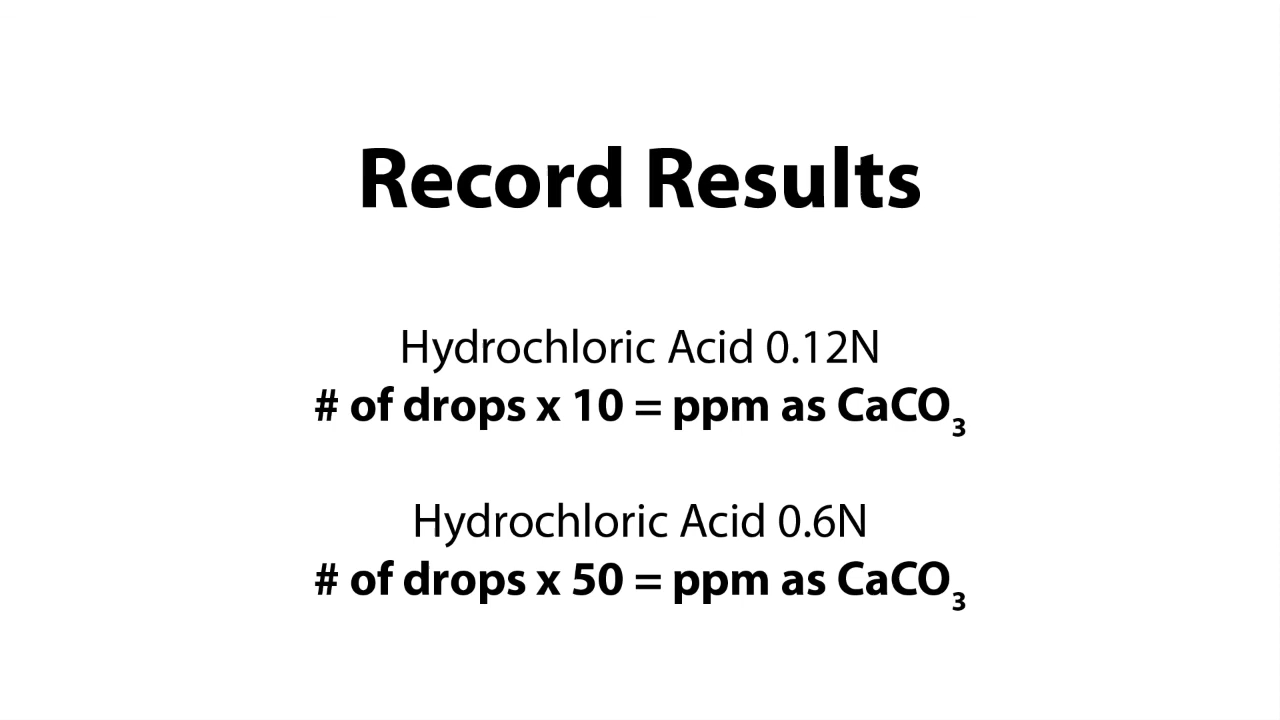 Record Results
Hydrochloric Acid 0.12N
# of drops x 10 = ppm as CaCO₃
Hydrochloric Acid 0.6N
# of drops x 50 = ppm as CaCO₃